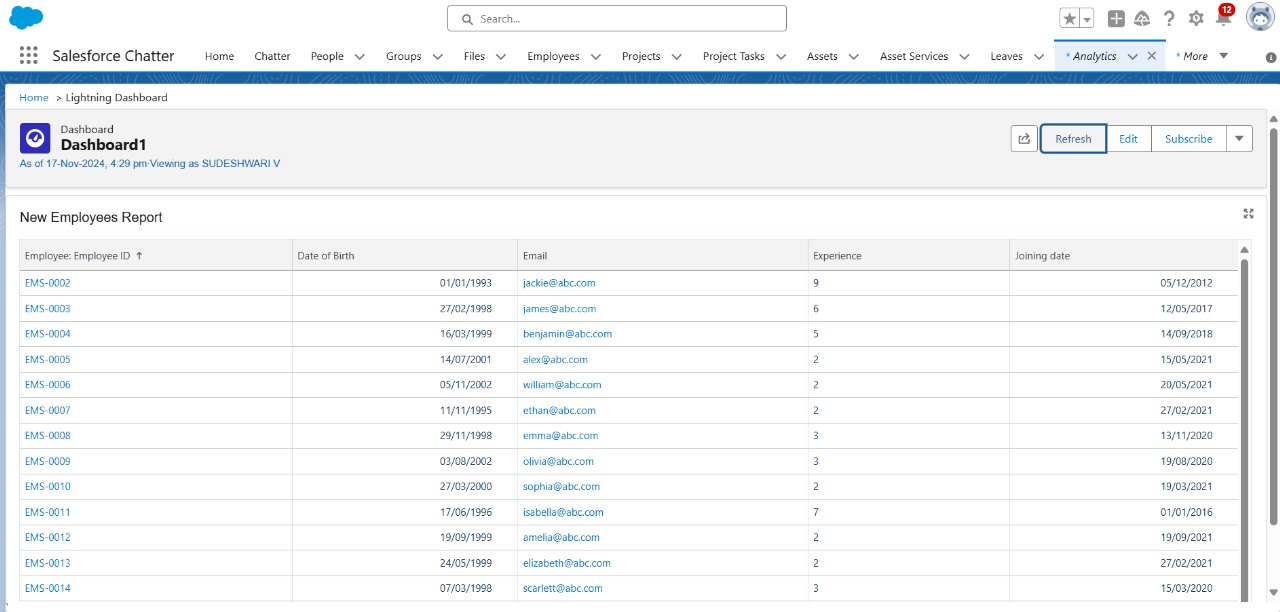 Search...
12
Salesforce Chatter Home Chatter People Groups Files Employees Projects Project Tasks Assets Asset Services Leaves * Analytics * More
Home > Lightning Dashboard
Dashboard
Dashboard1
As of 17-Nov-2024, 4:29 pm·Viewing as SUDESHWARI V
Refresh Edit Subscribe
New Employees Report
Employee: Employee ID ↑ Date of Birth Email Experience Joining date
EMS-0002 01/01/1993 jackie@abc.com 9 05/12/2012
EMS-0003 27/02/1998 james@abc.com 6 12/05/2017
EMS-0004 16/03/1999 benjamin@abc.com 5 14/09/2018
EMS-0005 14/07/2001 alex@abc.com 2 15/05/2021
EMS-0006 05/11/2002 william@abc.com 2 20/05/2021
EMS-0007 11/11/1995 ethan@abc.com 2 27/02/2021
EMS-0008 29/11/1998 emma@abc.com 3 13/11/2020
EMS-0009 03/08/2002 olivia@abc.com 3 19/08/2020
EMS-0010 27/03/2000 sophia@abc.com 2 19/03/2021
EMS-0011 17/06/1996 isabella@abc.com 7 01/01/2016
EMS-0012 19/09/1999 amelia@abc.com 2 19/09/2021
EMS-0013 24/05/1999 elizabeth@abc.com 2 27/02/2021
EMS-0014 07/03/1998 scarlett@abc.com 3 15/03/2020